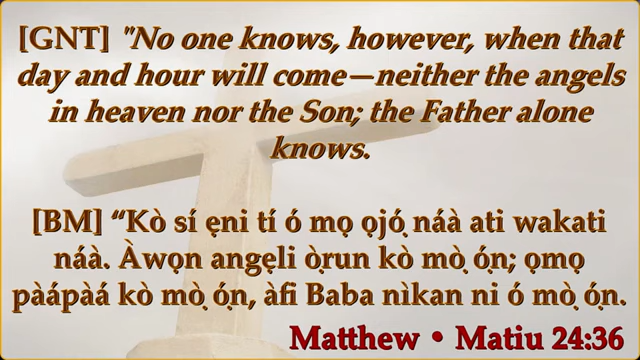 [GNT] "No one knows, however, when that
day and hour will come—neither the angels
in heaven nor the Son; the Father alone
knows.
[BM] “Kò sí ẹni tí ó mọ ọjọ́ náà ati wakati
náà. Àwọn angẹli ọ̀run kò mọ̀ ọ́n; ọmọ
pàápàá kò mọ̀ ọ́n, àfi Baba nìkan ni ó mọ̀ ọ́n.
Matthew • Matiu 24:36